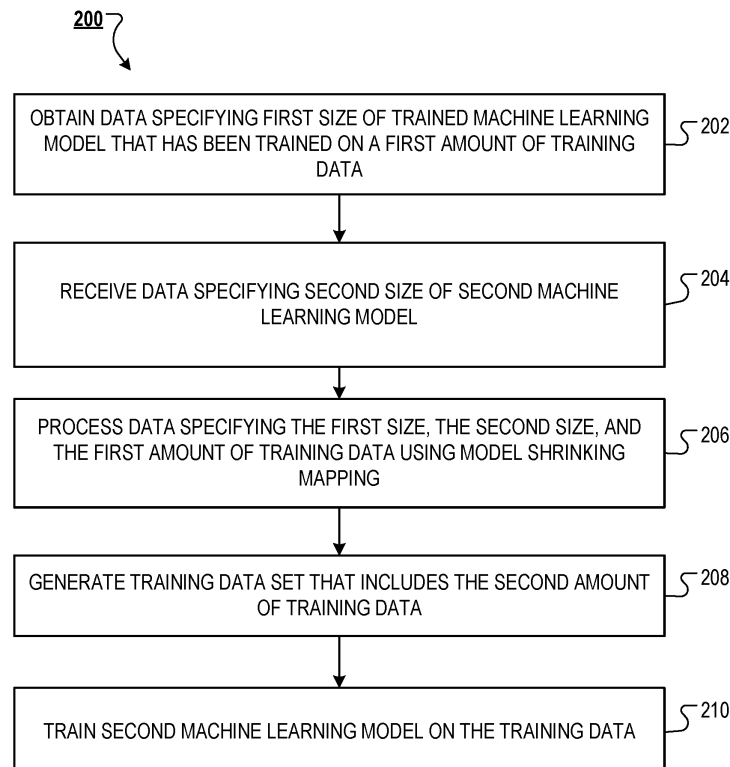 200
OBTAIN DATA SPECIFYING FIRST SIZE OF TRAINED MACHINE LEARNING
MODEL THAT HAS BEEN TRAINED ON A FIRST AMOUNT OF TRAINING
DATA
202
RECEIVE DATA SPECIFYING SECOND SIZE OF SECOND MACHINE
LEARNING MODEL
204
PROCESS DATA SPECIFYING THE FIRST SIZE, THE SECOND SIZE, AND
THE FIRST AMOUNT OF TRAINING DATA USING MODEL SHRINKING
MAPPING
206
GENERATE TRAINING DATA SET THAT INCLUDES THE SECOND AMOUNT
OF TRAINING DATA
208
TRAIN SECOND MACHINE LEARNING MODEL ON THE TRAINING DATA
210